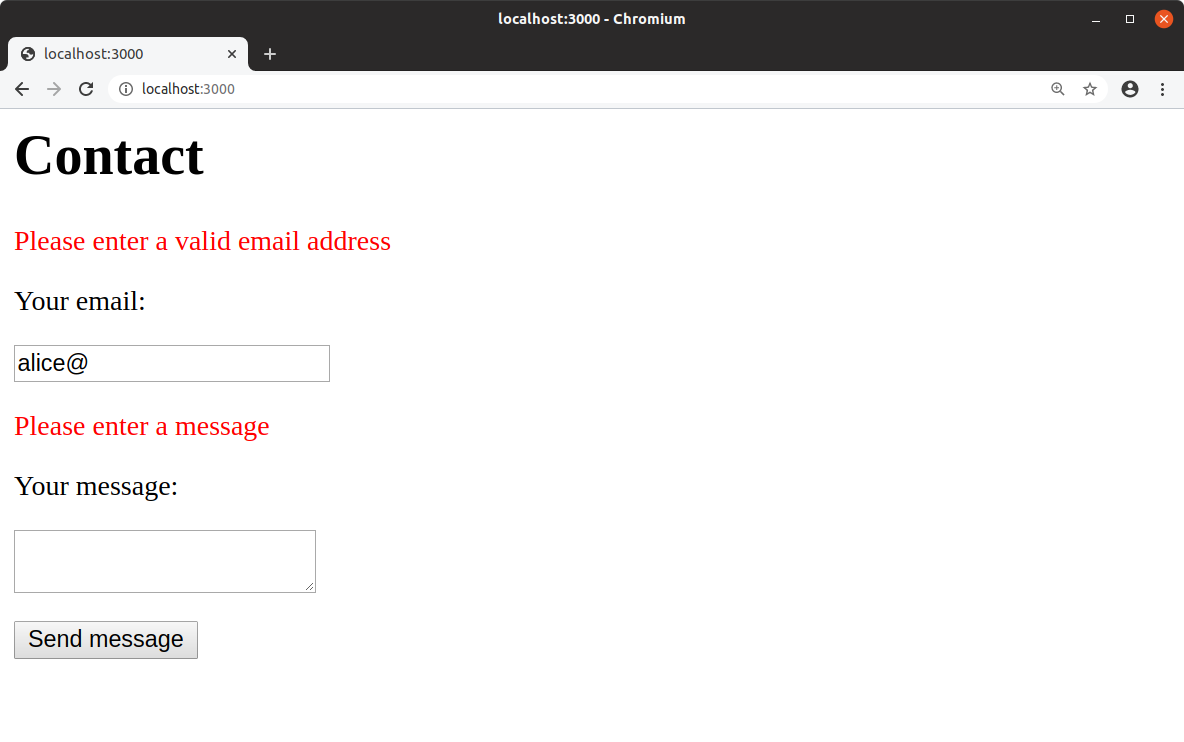 localhost:3000 - Chromium
localhost:3000
localhost:3000
Contact
Please enter a valid email address
Your email:
alice@
Please enter a message
Your message:
Send message